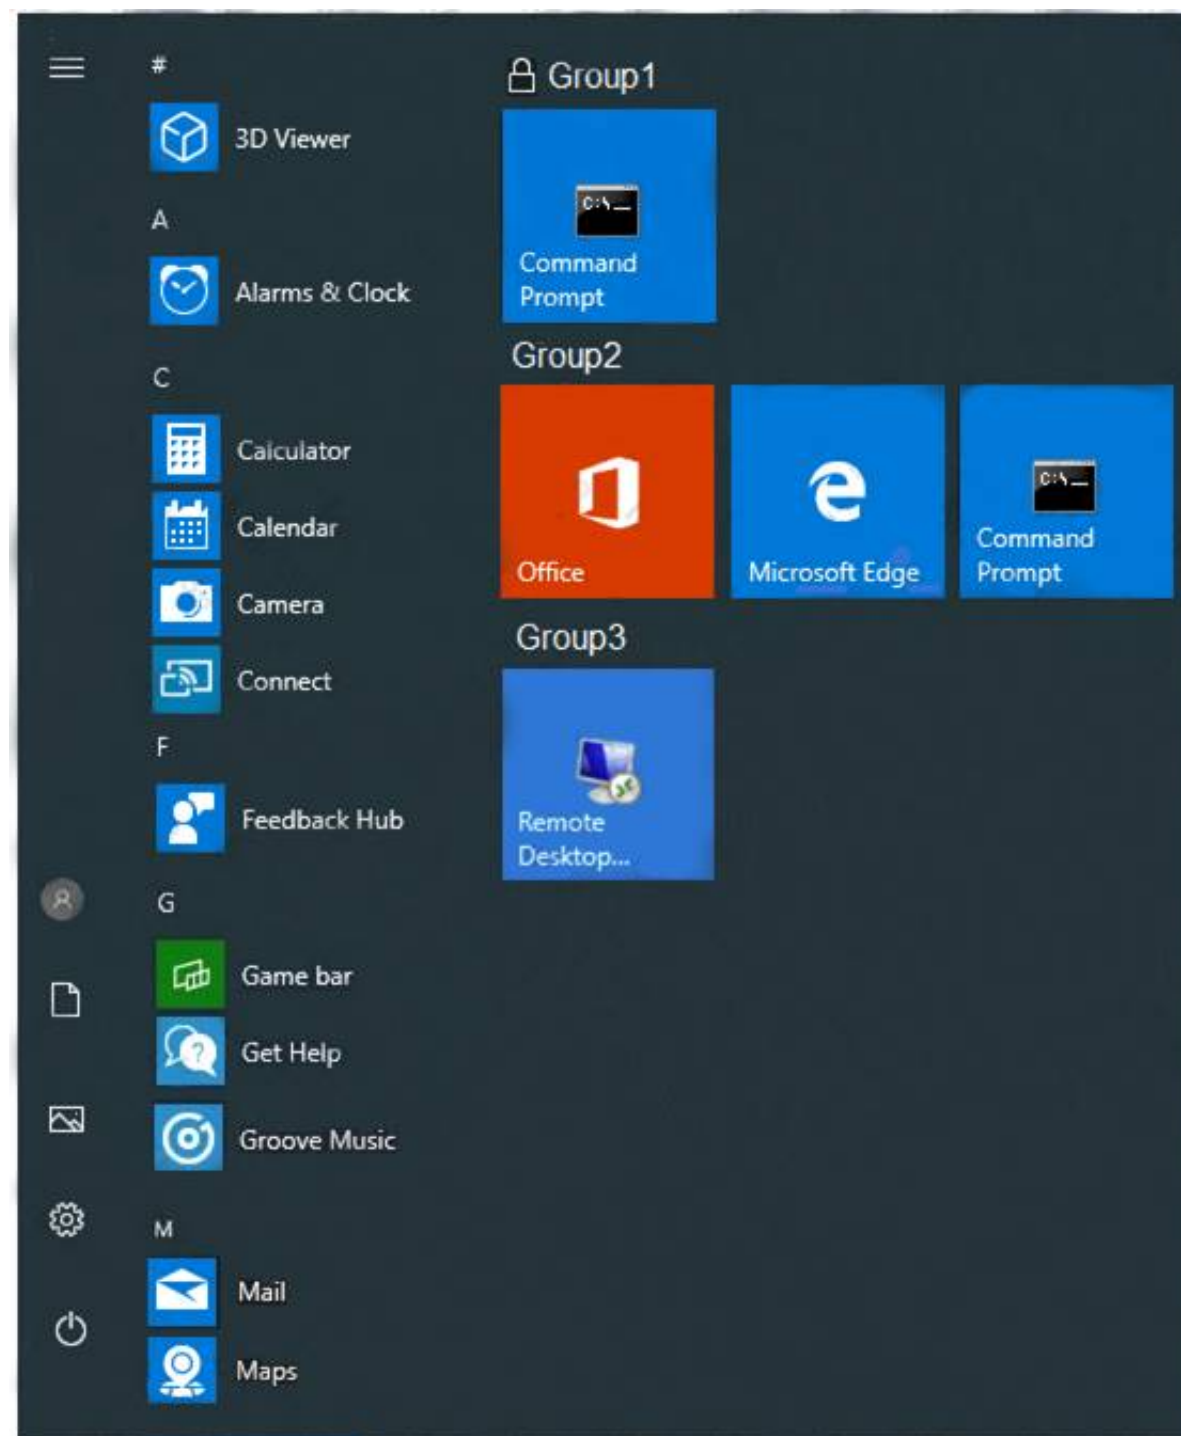 #
3D Viewer
A
Alarms & Clock
C
Calculator
Calendar
Camera
Connect
F
Feedback Hub
G
Game bar
Get Help
Groove Music
M
Mail
Maps
Group1
C:\_
Command
Prompt
Group2
Office
Microsoft Edge
C:\_
Command
Prompt
Group3
Remote
Desktop...